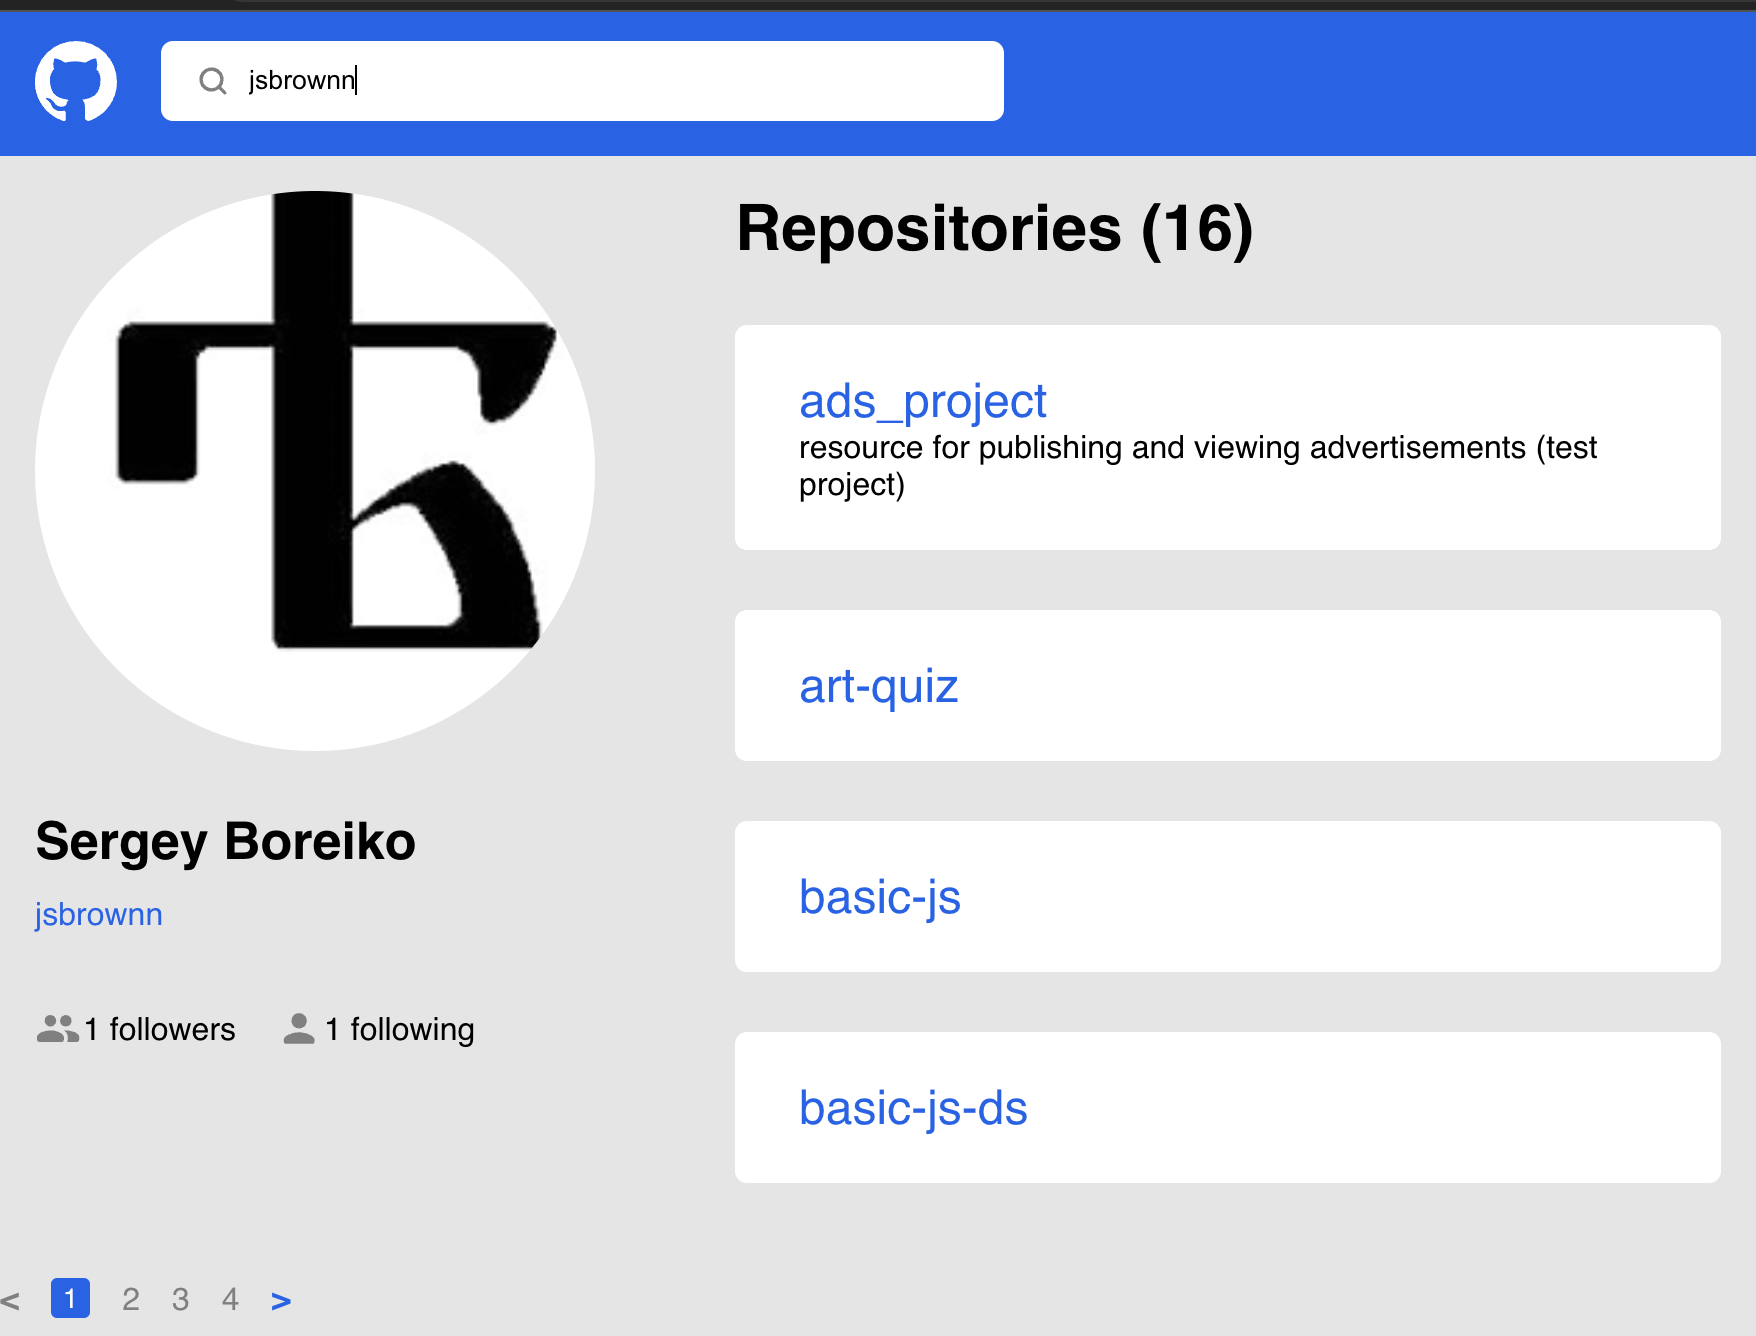 jsbrownn
Repositories (16)
ads_project
resource for publishing and viewing advertisements (test
project)
art-quiz
basic-js
basic-js-ds
Sergey Boreiko
jsbrownn
1 followers 1 following
< 1 2 3 4 >